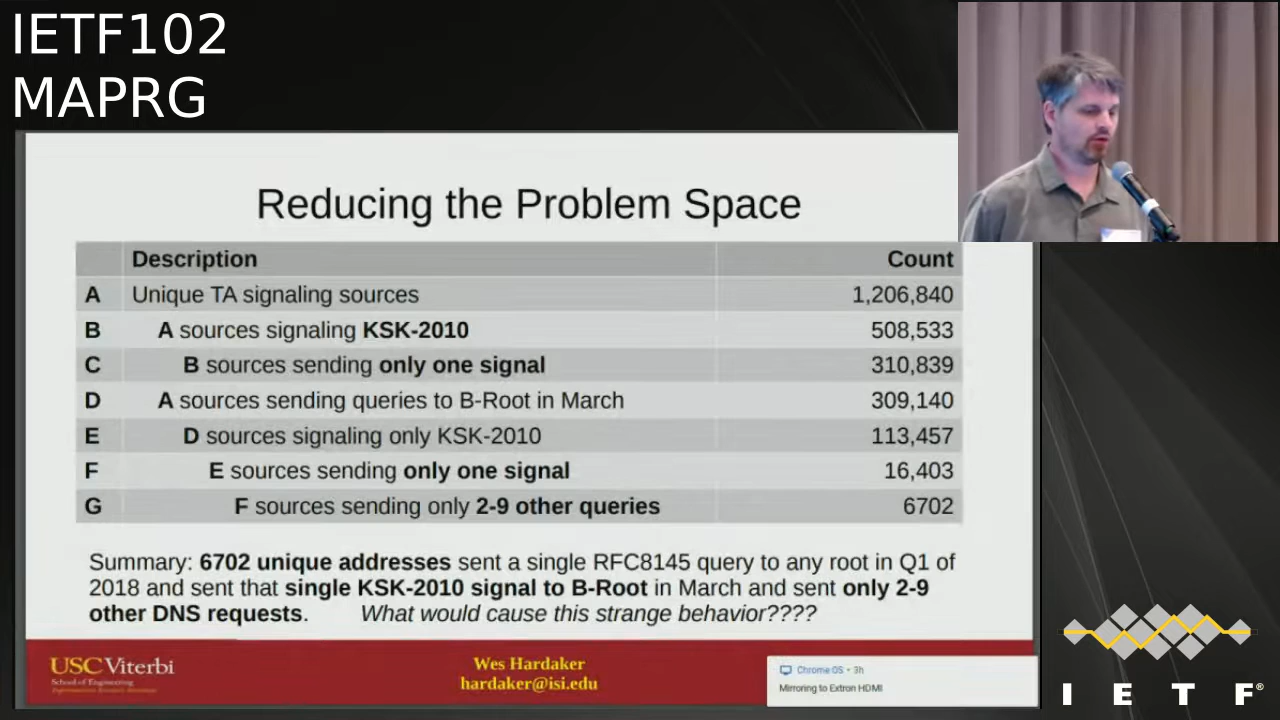 IETF102
MAPRG
Reducing the Problem Space
Description Count
A Unique TA signaling sources 1,206,840
B A sources signaling KSK-2010 508,533
C B sources sending only one signal 310,839
D A sources sending queries to B-Root in March 309,140
E D sources signaling only KSK-2010 113,457
F E sources sending only one signal 16,403
G F sources sending only 2-9 other queries 6702
Summary: 6702 unique addresses sent a single RFC8145 query to any root in Q1 of
2018 and sent that single KSK-2010 signal to B-Root in March and sent only 2-9
other DNS requests. What would cause this strange behavior????
USC Viterbi
School of Engineering
Wes Hardaker
hardaker@isi.edu
Chrome OS • 3h
Mirroring to Extron HDMI
I E T F®